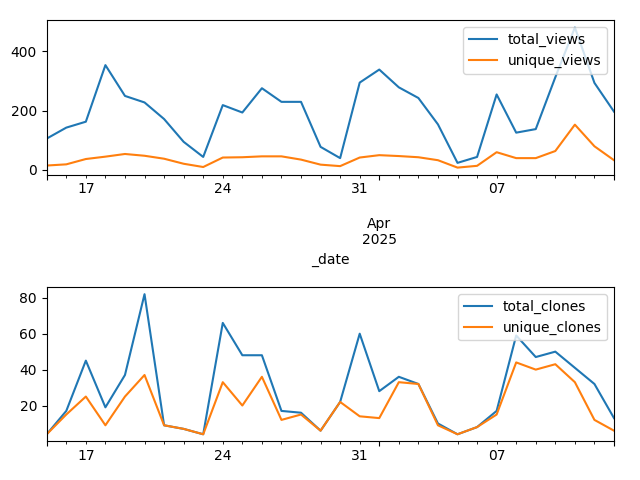 400
200
0
total_views
unique_views
17
24
31
07
Apr
2025
_date
80
60
40
20
total_clones
unique_clones
17
24
31
07